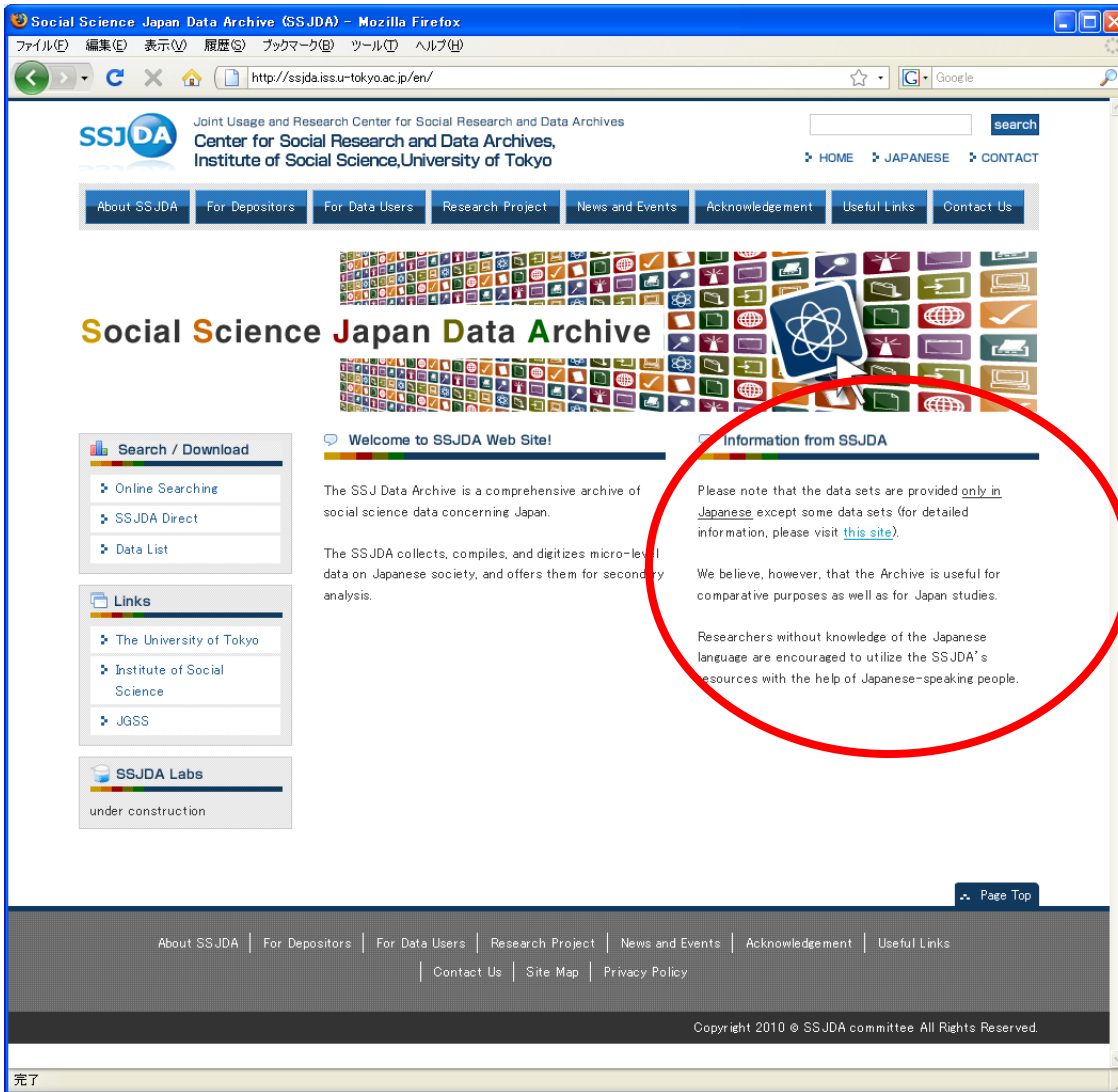 Social Science Japan Data Archive (SSJDA) - Mozilla Firefox
ファイル(F) 編集(E) 表示(V) 履歴(S) ブックマーク(B) ツール(T) ヘルプ(H)
http://ssjda.iss.u-tokyo.ac.jp/en/
G Google
SSJDA
Joint Usage and Research Center for Social Research and Data Archives
Center for Social Research and Data Archives,
Institute of Social Science,University of Tokyo
search
HOME JAPANESE CONTACT
About SSJDA For Depositors For Data Users Research Project News and Events Acknowledgement Useful Links Contact Us
Social Science Japan Data Archive
Search / Download
Online Searching
SSJDA Direct
Data List
Links
The University of Tokyo
Institute of Social
Science
JGSS
SSJDA Labs
under construction
Welcome to SSJDA Web Site!
The SSJ Data Archive is a comprehensive archive of
social science data concerning Japan.
The SSJDA collects, compiles, and digitizes micro-level
data on Japanese society, and offers them for secondary
analysis.
Information from SSJDA
Please note that the data sets are provided only in
Japanese except some data sets (for detailed
information, please visit this site).
We believe, however, that the Archive is useful for
comparative purposes as well as for Japan studies.
Researchers without knowledge of the Japanese
language are encouraged to utilize the SSJDA's
resources with the help of Japanese-speaking people.
Page Top
About SSJDA | For Depositors | For Data Users | Research Project | News and Events | Acknowledgement | Useful Links
| Contact Us | Site Map | Privacy Policy
Copyright 2010 © SSJDA committee All Rights Reserved.
完了